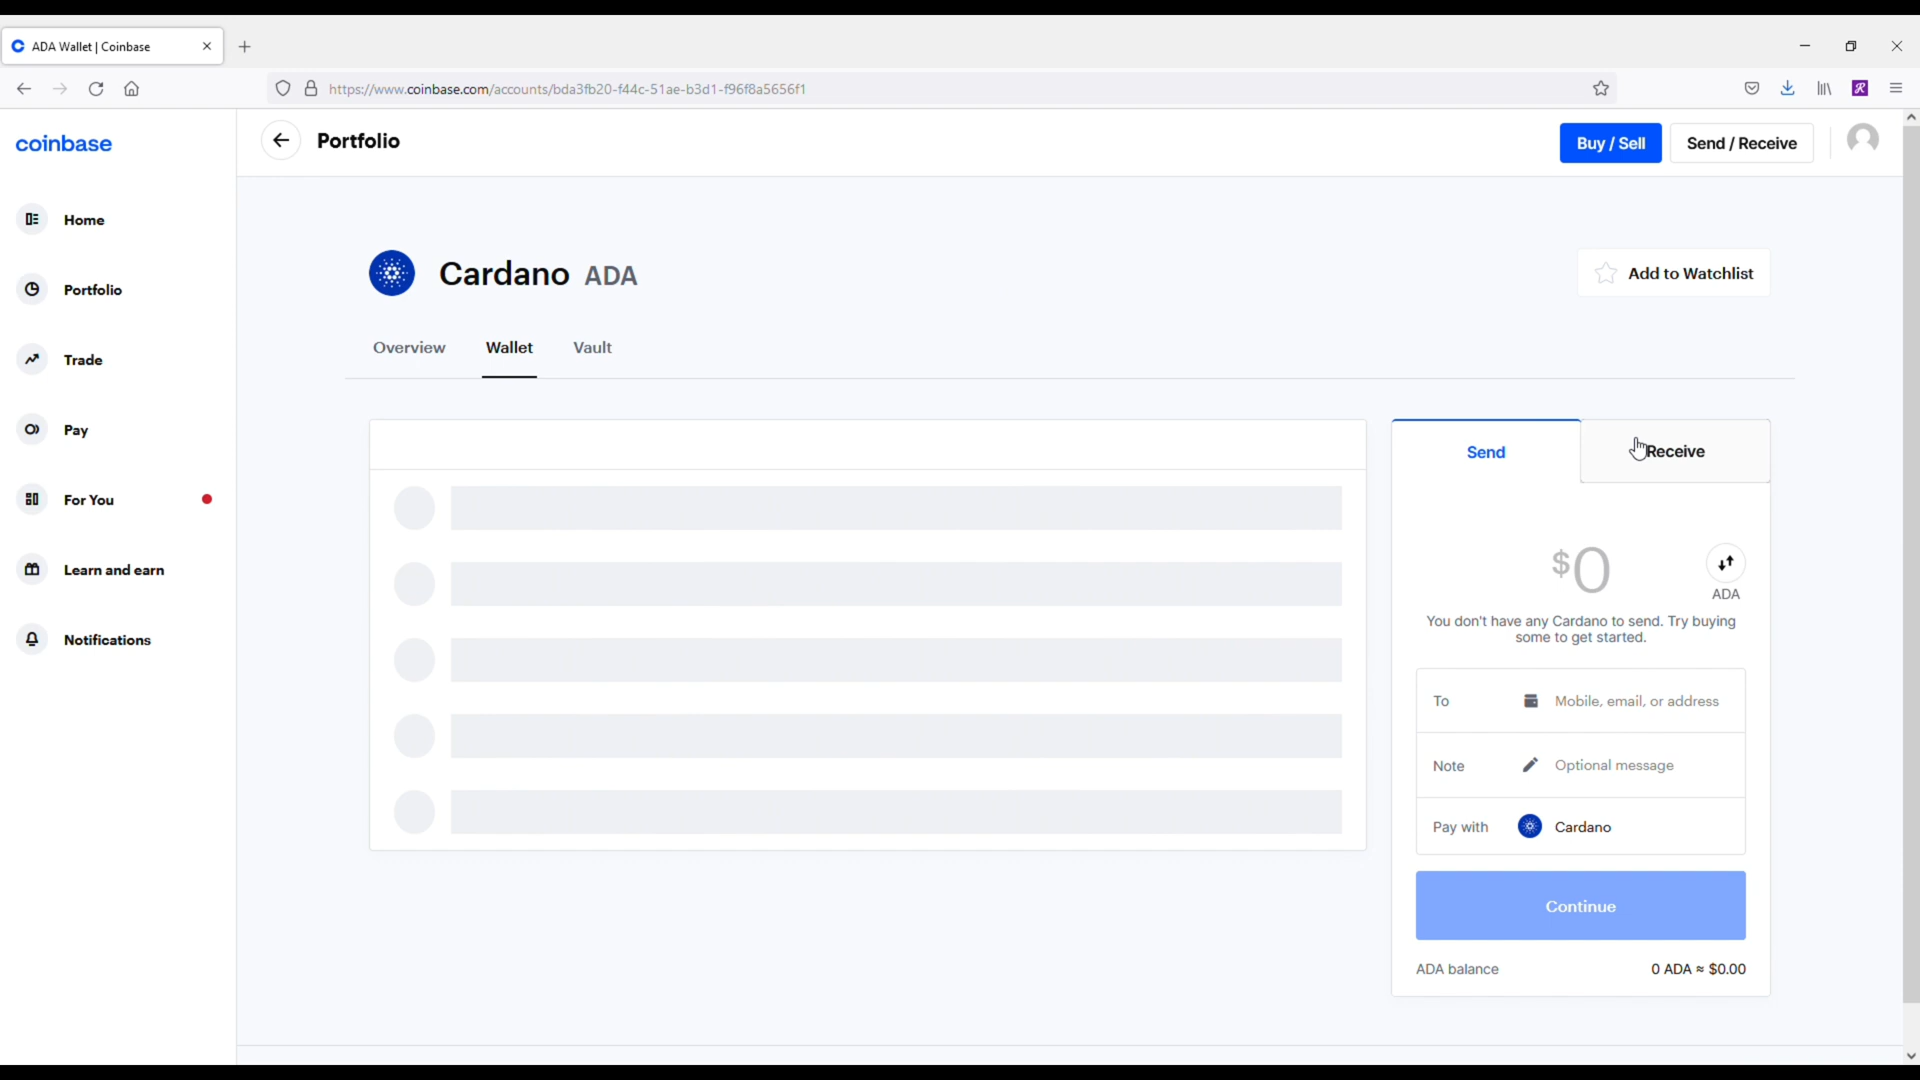 ADA Wallet | Coinbase
https://www.coinbase.com/accounts/bda3fb20-f44c-51ae-b3d1-f96f8a5656f1
coinbase
Portfolio
Buy / Sell
Send / Receive
Home
Portfolio
Trade
Pay
For You
Learn and earn
Notifications
Cardano ADA
Add to Watchlist
Overview
Wallet
Vault
Send
Receive
$0
ADA
You don't have any Cardano to send. Try buying
some to get started.
To Mobile, email, or address
Note Optional message
Pay with Cardano
Continue
ADA balance 0 ADA ≈ $0.00